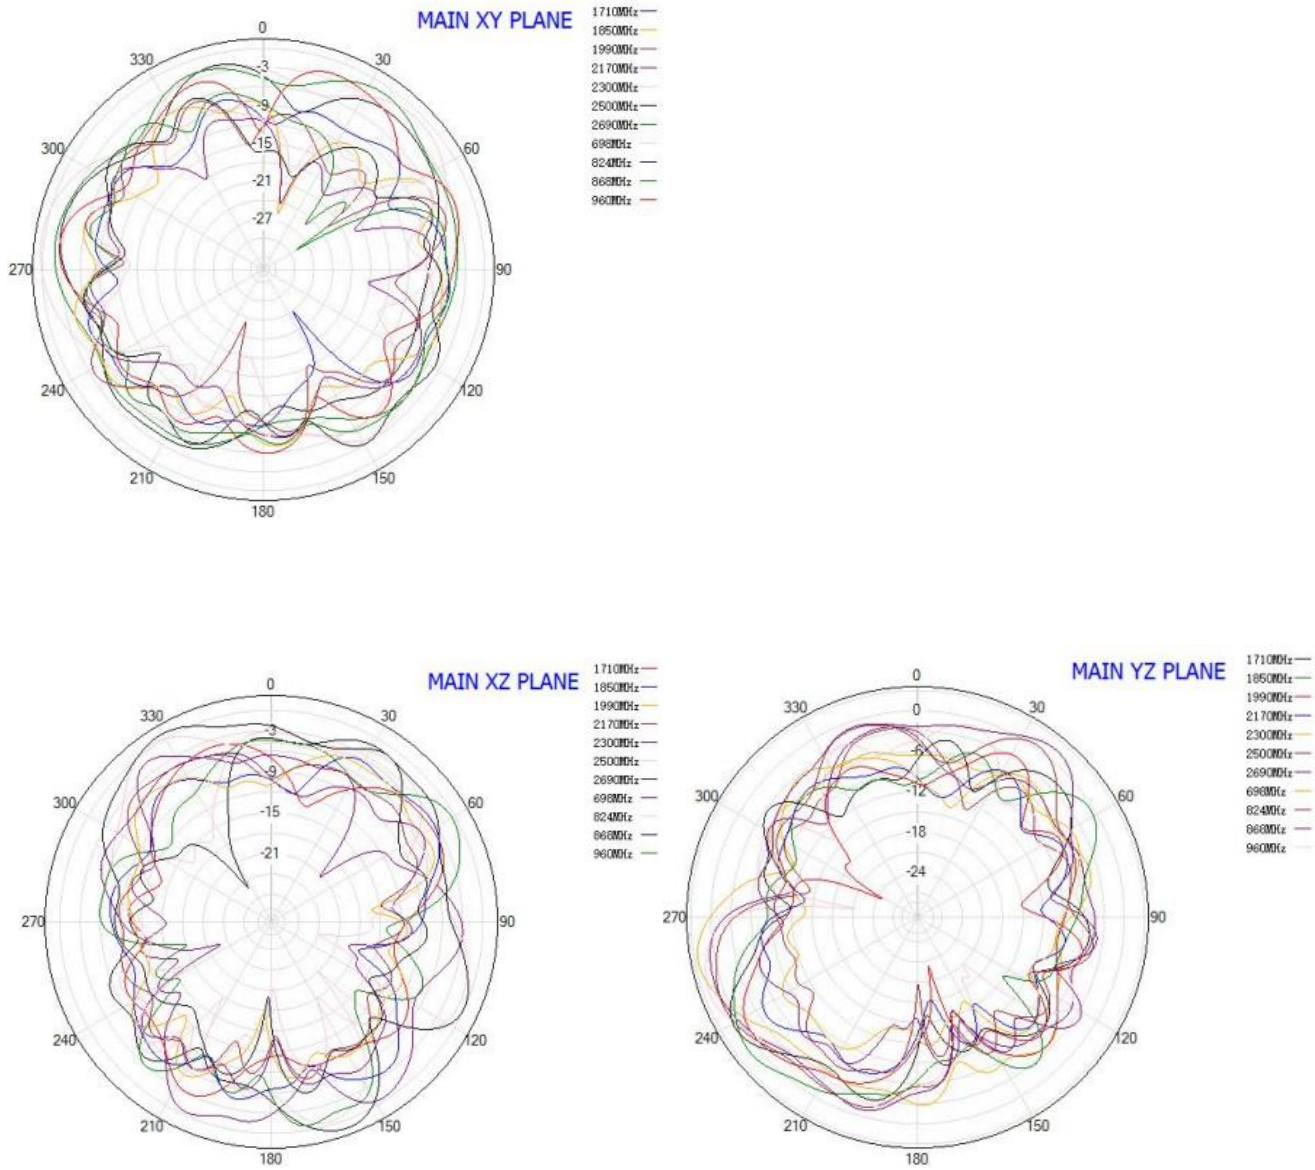 MAIN XY PLANE
1710MHz
1850MHz
1990MHz
2170MHz
2300MHz
2500MHz
2690MHz
698MHz
824MHz
868MHz
960MHz
0
330
30
-3
-9
300
-15
60
-21
-27
270
90
240
120
210
150
180
MAIN XZ PLANE
1710MHz
1850MHz
1990MHz
2170MHz
2300MHz
2500MHz
2690MHz
698MHz
824MHz
868MHz
960MHz
0
330
30
-3
-9
300
60
-15
-21
270
90
240
120
210
150
180
MAIN YZ PLANE
1710MHz
1850MHz
1990MHz
2170MHz
2300MHz
2500MHz
2690MHz
698MHz
824MHz
868MHz
960MHz
0
330
0
30
-6
-12
300
60
-18
-24
270
90
240
120
210
150
180